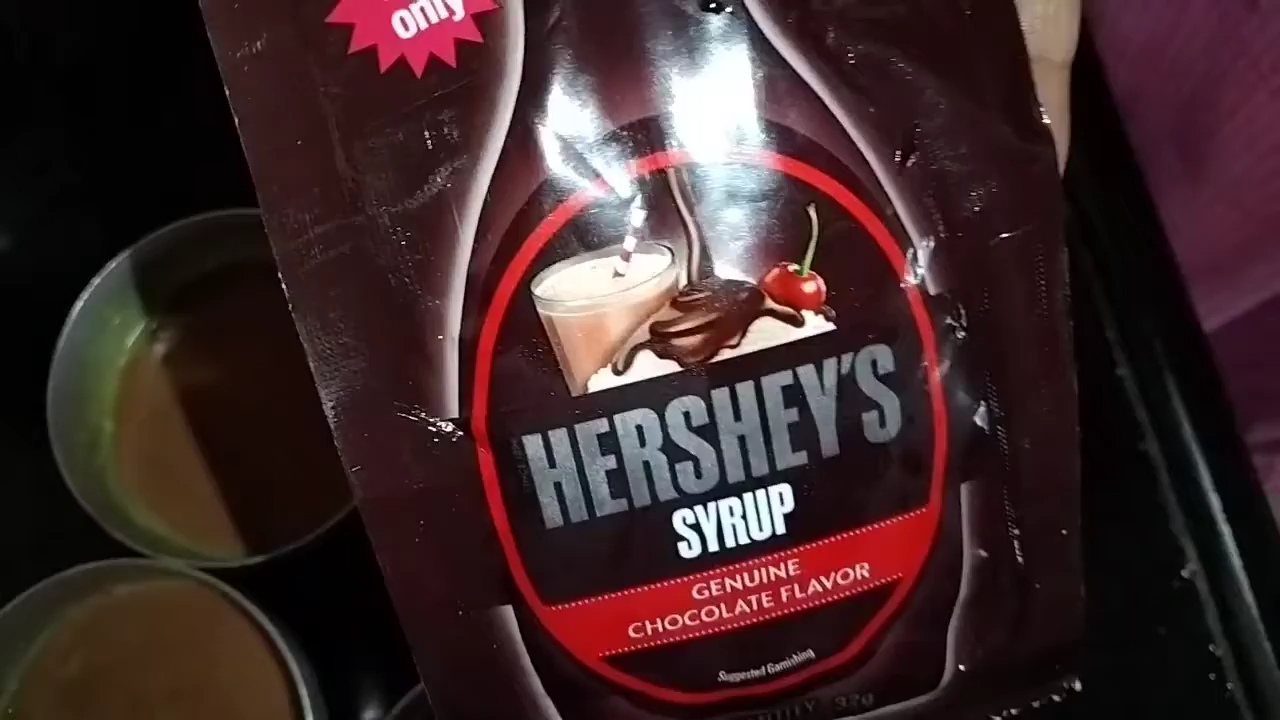 only
HERSHEY'S
SYRUP
GENUINE
CHOCOLATE FLAVOR
Suggested Garnishing